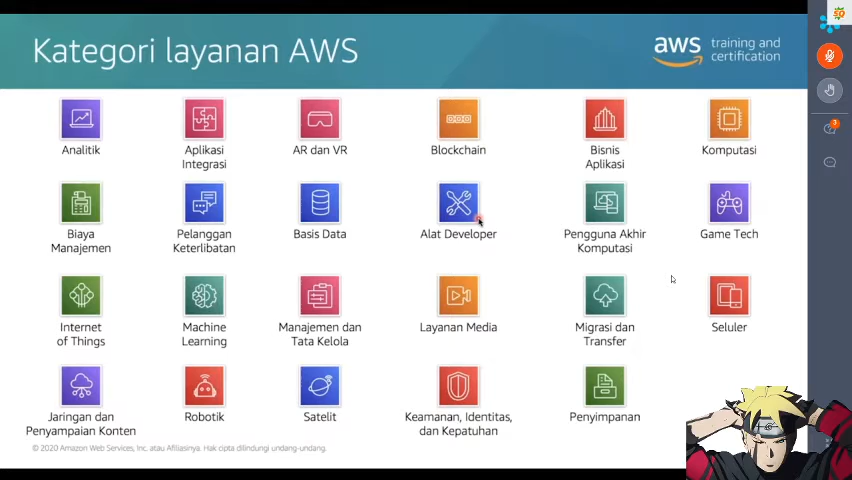 Kategori layanan AWS
aws
training and
certification
Analitik
Aplikasi
Integrasi
AR dan VR
Blockchain
Bisnis
Aplikasi
Komputasi
Biaya
Manajemen
Pelanggan
Keterlibatan
Basis Data
Alat Developer
Pengguna Akhir
Komputasi
Game Tech
Internet
of Things
Machine
Learning
Manajemen dan
Tata Kelola
Layanan Media
Migrasi dan
Transfer
Seluler
Jaringan dan
Penyampaian Konten
Robotik
Satelit
Keamanan, Identitas,
dan Kepatuhan
Penyimpanan
© 2020 Amazon Web Services, Inc. atau Afiliasinya. Hak cipta dilindungi undang-undang.
3